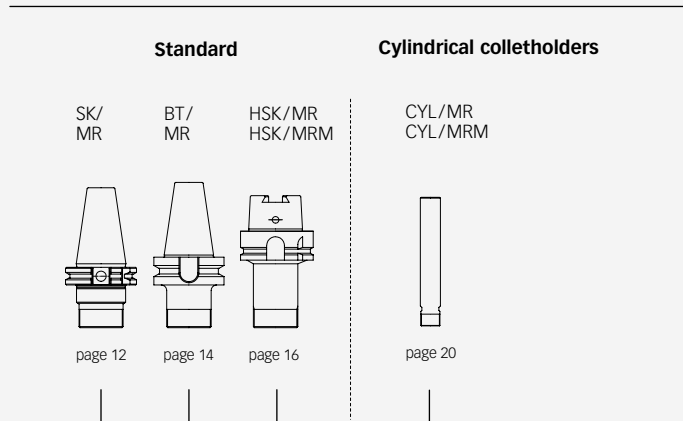 Standard
Cylindrical colletholders
SK/
MR
BT/
MR
HSK/MR
HSK/MRM
CYL/MR
CYL/MRM
page 12
page 14
page 16
page 20